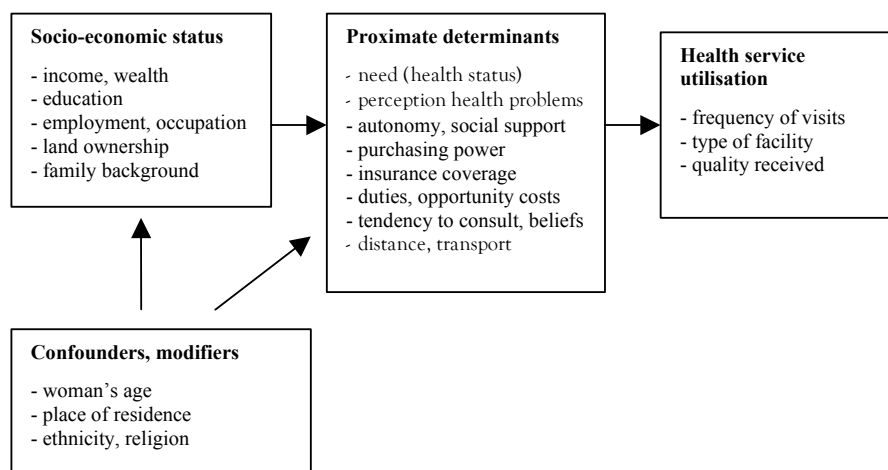 Socio-economic status
- income, wealth
- education
- employment, occupation
- land ownership
- family background
Proximate determinants
- need (health status)
- perception health problems
- autonomy, social support
- purchasing power
- insurance coverage
- duties, opportunity costs
- tendency to consult, beliefs
- distance, transport
Health service
utilisation
- frequency of visits
- type of facility
- quality received
Confounders, modifiers
- woman’s age
- place of residence
- ethnicity, religion